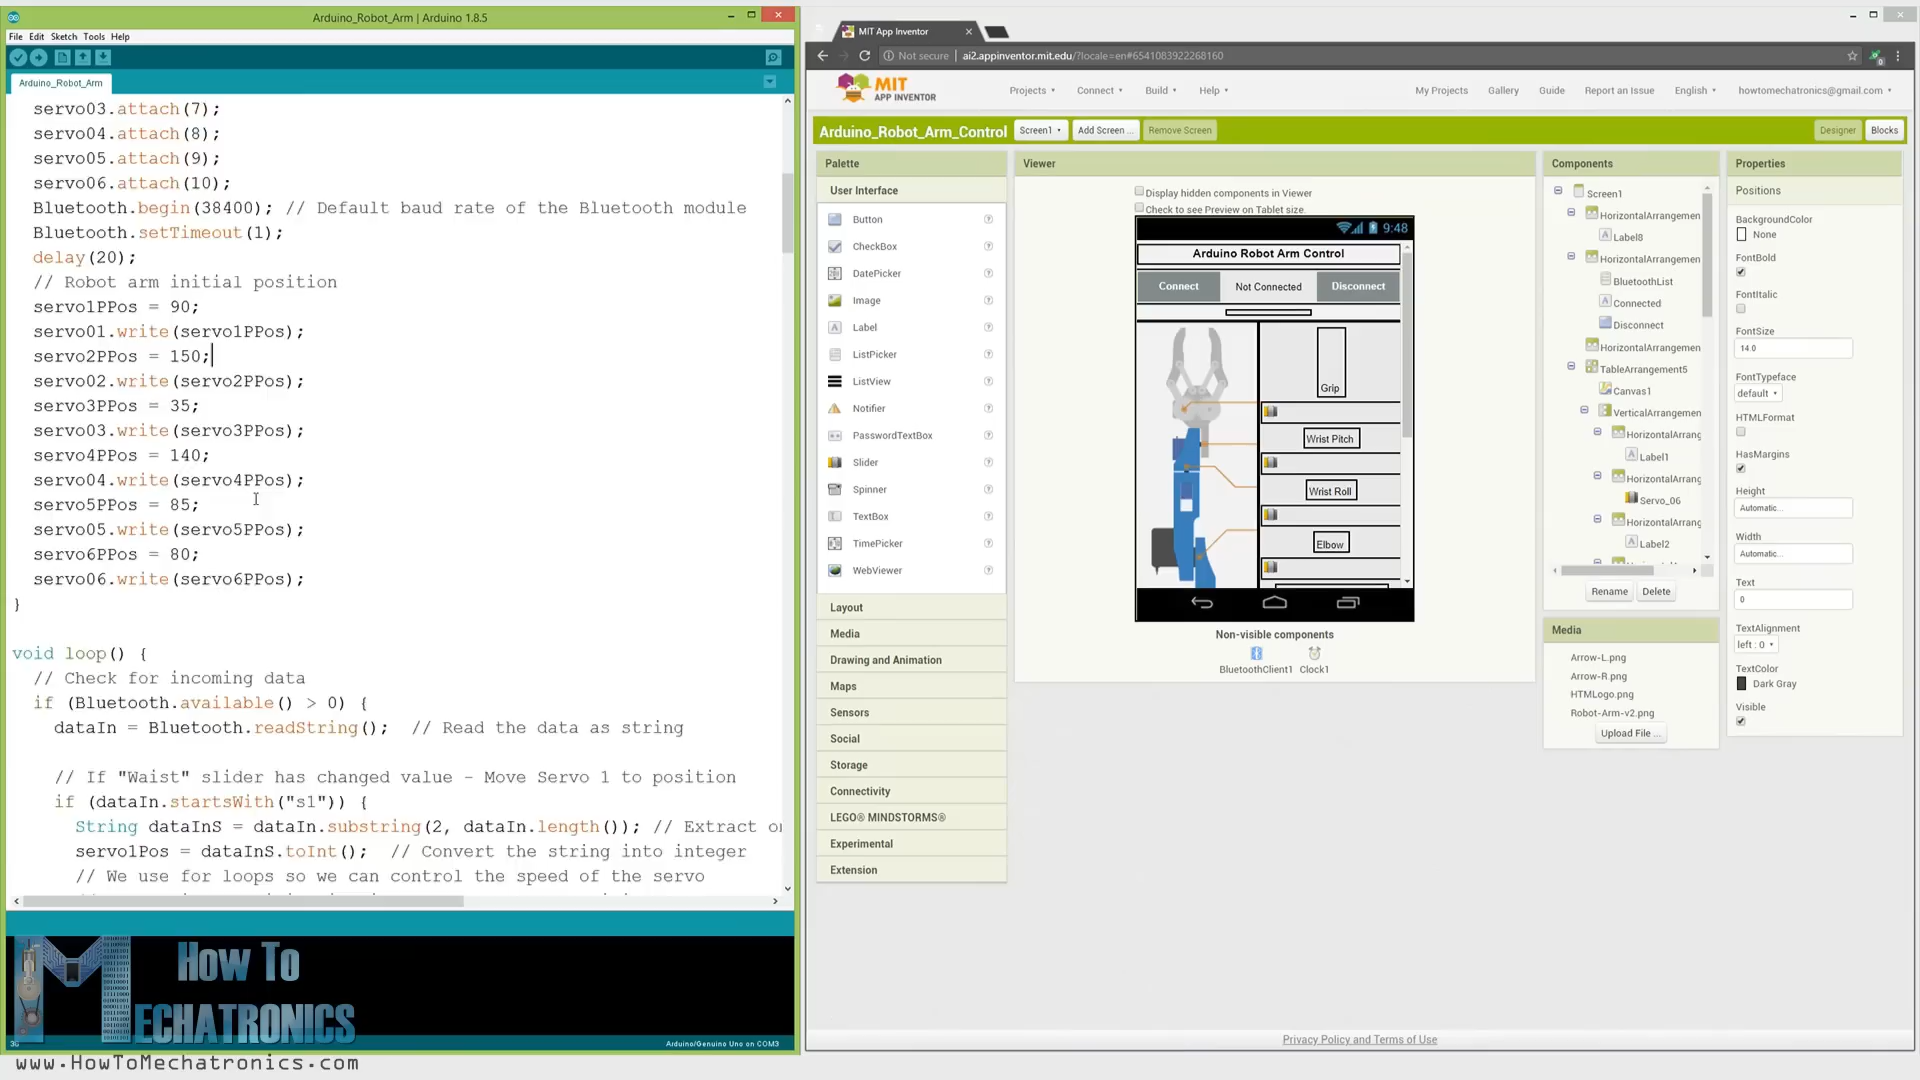 Arduino_Robot_Arm | Arduino 1.8.5
File Edit Sketch Tools Help
Arduino_Robot_Arm
servo03.attach(7);
servo04.attach(8);
servo05.attach(9);
servo06.attach(10);
Bluetooth.begin(38400); // Default baud rate of the Bluetooth module
Bluetooth.setTimeout(1);
delay(20);
// Robot arm initial position
servo1PPos = 90;
servo01.write(servo1PPos);
servo2PPos = 150;
servo02.write(servo2PPos);
servo3PPos = 35;
servo03.write(servo3PPos);
servo4PPos = 140;
servo04.write(servo4PPos);
servo5PPos = 85;
servo05.write(servo5PPos);
servo6PPos = 80;
servo06.write(servo6PPos);
}
void loop() {
// Check for incoming data
if (Bluetooth.available() > 0) {
dataIn = Bluetooth.readString(); // Read the data as string
// If "Waist" slider has changed value - Move Servo 1 to position
if (dataIn.startsWith("s1")) {
String dataInS = dataIn.substring(2, dataIn.length()); // Extract
servo1Pos = dataInS.toInt(); // Convert the string into integer
// We use for loops so we can control the speed of the servo
Arduino/Genuino Uno on COM3
How To
MECHATRONICS
www.HowToMechatronics.com
MIT App Inventor
Not secure | ai2.appinventor.mit.edu/?locale=en#6541083922268160
MIT
APP INVENTOR
Projects Connect Build Help My Projects Gallery Guide Report an Issue English howtomechatronics@gmail.com
Arduino_Robot_Arm_Control Screen1 Add Screen ... Remove Screen Designer Blocks
Palette
User Interface
Button
CheckBox
DatePicker
Image
Label
ListPicker
ListView
Notifier
PasswordTextBox
Slider
Spinner
TextBox
TimePicker
WebViewer
Layout
Media
Drawing and Animation
Maps
Sensors
Social
Storage
Connectivity
LEGO® MINDSTORMS®
Experimental
Extension
Viewer
Display hidden components in Viewer
Check to see Preview on Tablet size.
9:48
Arduino Robot Arm Control
Connect Not Connected Disconnect
Grip
Wrist Pitch
Wrist Roll
Elbow
Non-visible components
BluetoothClient1 Clock1
Components
Screen1
HorizontalArrangemen
Label8
HorizontalArrangemen
BluetoothList
Connected
Disconnect
HorizontalArrangemen
TableArrangement5
Canvas1
VerticalArrangemen
HorizontalArrang
Label1
HorizontalArrang
Servo_06
HorizontalArrang
Label2
Rename Delete
Media
Arrow-L.png
Arrow-R.png
HTMLogo.png
Robot-Arm-v2.png
Upload File ...
Properties
Positions
BackgroundColor
None
FontBold
FontItalic
FontSize
14.0
FontTypeface
default
HTMLFormat
HasMargins
Height
Automatic...
Width
Automatic...
Text
0
TextAlignment
left : 0
TextColor
Dark Gray
Visible
Privacy Policy and Terms of Use